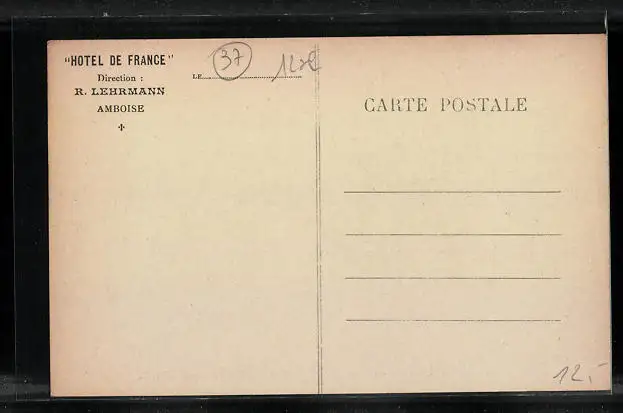 "HOTEL DE FRANCE"
Direction :
R. LEHRMANN
AMBOISE
LE
37
CARTE POSTALE
12,-